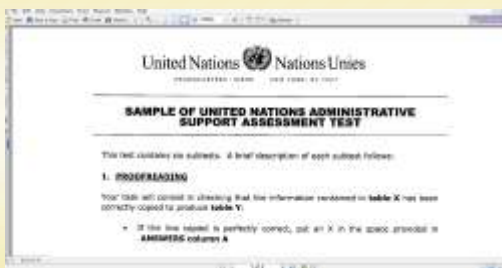 United Nations Nations Unies
SAMPLE OF UNITED NATIONS ADMINISTRATIVE
SUPPORT ASSESSMENT TEST
This test contains six subtests. A brief description of each subtest follows:
1. PROOFREADING
Your task will consist in checking that the information contained in table X has been
correctly copied to produce table Y:
• If the line copied is perfectly correct, put an X in the space provided in
ANSWERS column A